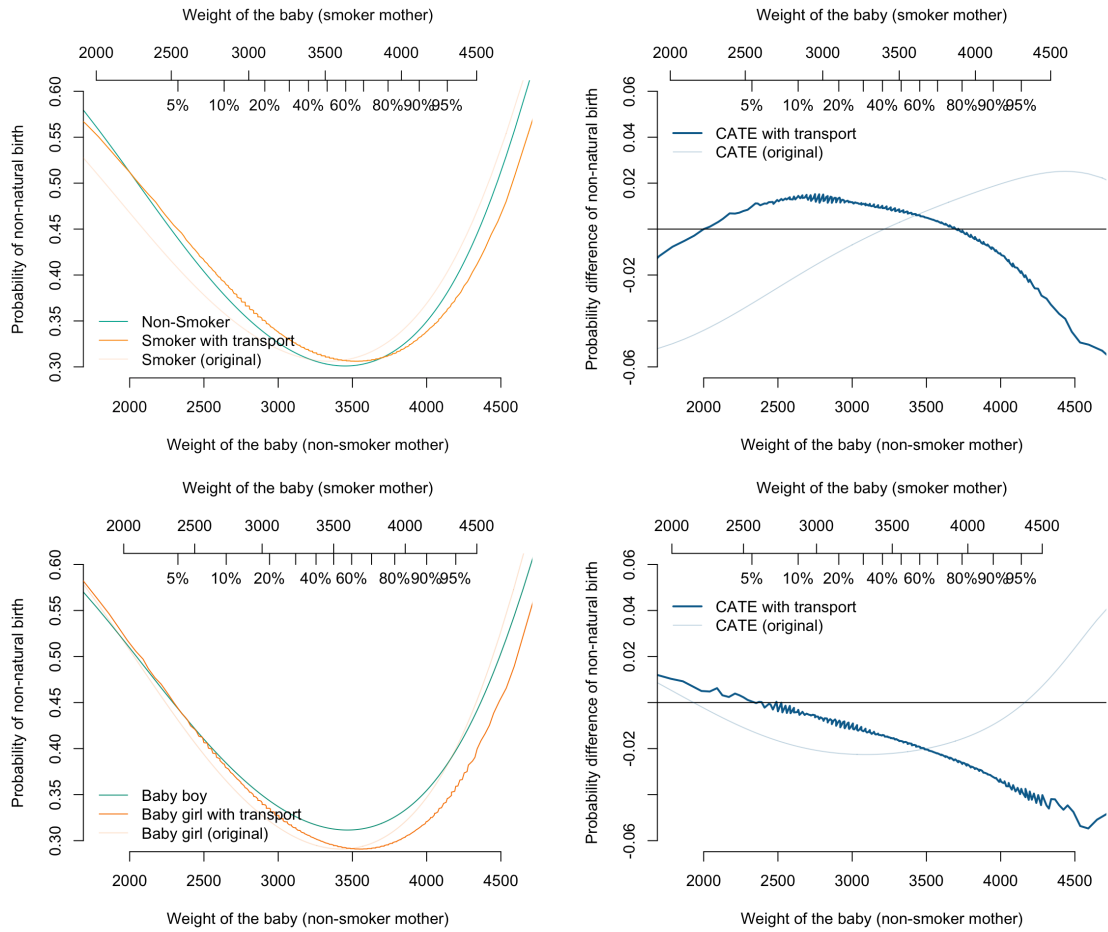 Weight of the baby (smoker mother)
2000 2500 3000 3500 4000 4500
5% 10% 20% 40% 60% 80% 90% 95%
Probability of non-natural birth
0.30 0.35 0.40 0.45 0.50 0.55 0.60
Non-Smoker
Smoker with transport
Smoker (original)
2000 2500 3000 3500 4000 4500
Weight of the baby (non-smoker mother)
Weight of the baby (smoker mother)
2000 2500 3000 3500 4000 4500
5% 10% 20% 40% 60% 80% 90% 95%
Probability difference of non-natural birth
-0.06 -0.02 0.02 0.04 0.06
CATE with transport
CATE (original)
2000 2500 3000 3500 4000 4500
Weight of the baby (non-smoker mother)
Weight of the baby (smoker mother)
2000 2500 3000 3500 4000 4500
5% 10% 20% 40% 60% 80% 90% 95%
Probability of non-natural birth
0.30 0.35 0.40 0.45 0.50 0.55 0.60
Baby boy
Baby girl with transport
Baby girl (original)
2000 2500 3000 3500 4000 4500
Weight of the baby (non-smoker mother)
Weight of the baby (smoker mother)
2000 2500 3000 3500 4000 4500
5% 10% 20% 40% 60% 80% 90% 95%
Probability difference of non-natural birth
-0.06 -0.02 0.02 0.04 0.06
CATE with transport
CATE (original)
2000 2500 3000 3500 4000 4500
Weight of the baby (non-smoker mother)